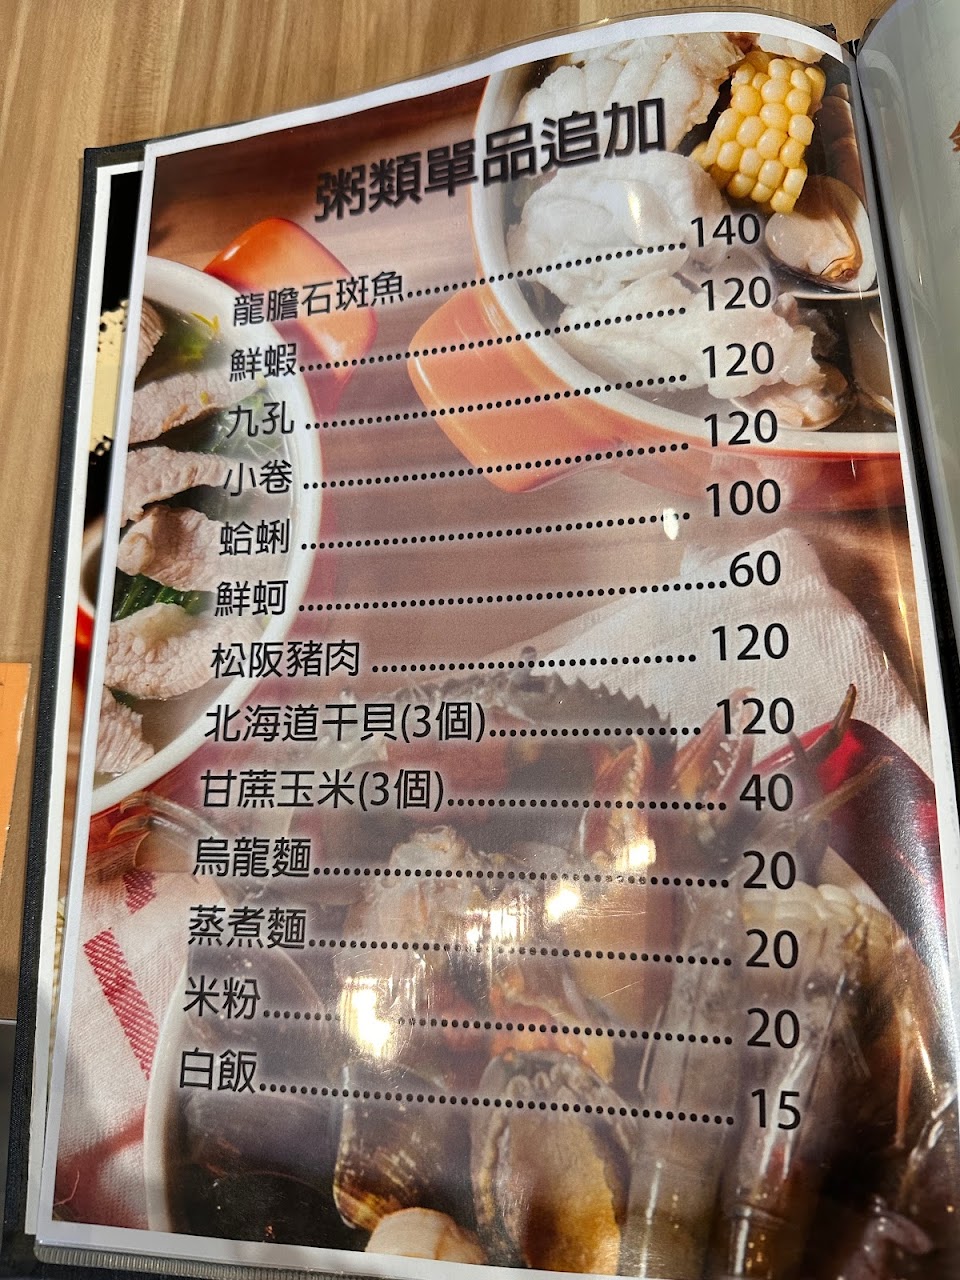 粥類單品追加
龍膽石斑魚 140
鮮蝦 120
九孔 120
小卷 120
蛤蜊 100
鮮蚵 60
松阪豬肉 120
北海道干貝(3個) 120
甘蔗玉米(3個) 40
烏龍麵 20
蒸煮麵 20
米粉 20
白飯 15